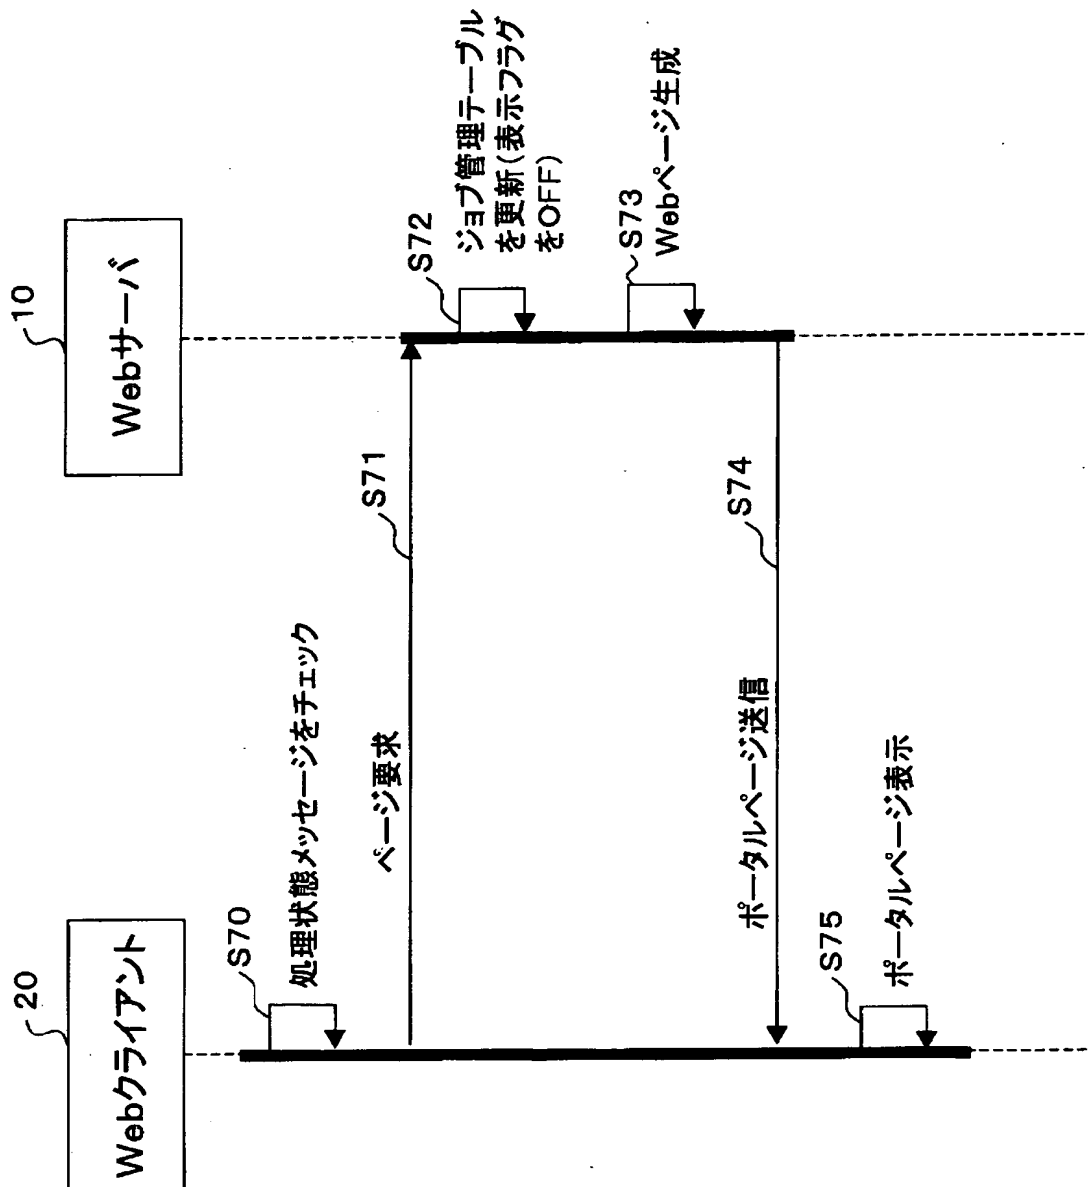 20
Webクライアント
10
Webサーバ
S70
処理状態メッセージをチェック
ページ要求
S71
S72
ジョブ管理テーブル
を更新(表示フラグ
をOFF)
S73
Webページ生成
ポータルページ送信
S74
S75
ポータルページ表示